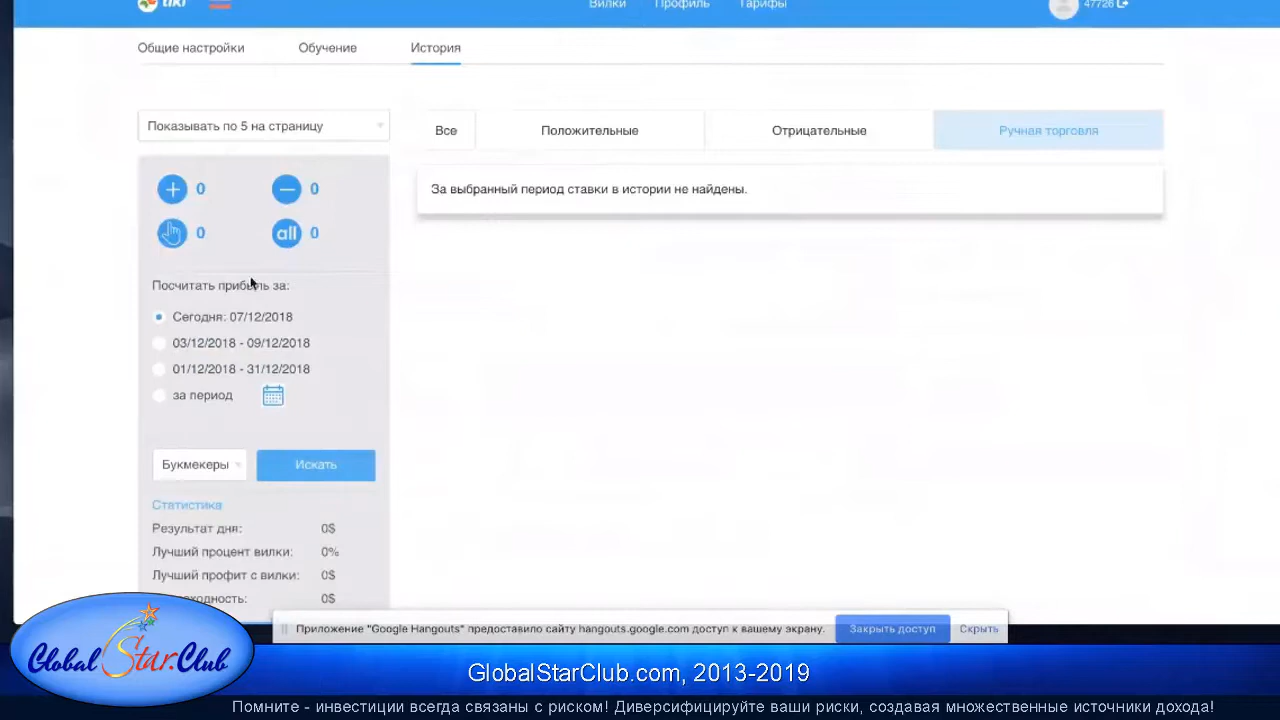 tiki
Вилки Профиль Тарифы
47726
Общие настройки Обучение История
Показывать по 5 на страницу
Все Положительные Отрицательные Ручная торговля
За выбранный период ставки в истории не найдены.
0 0
0 all 0
Посчитать прибыль за:
Сегодня: 07/12/2018
03/12/2018 - 09/12/2018
01/12/2018 - 31/12/2018
за период
Букмекеры Искать
Статистика
Результат дня: 0$
Лучший процент вилки: 0%
Лучший профит с вилки: 0$
0$
Приложение "Google Hangouts" предоставило сайту hangouts.google.com доступ к вашему экрану. Закрыть доступ Скрыть
Global Star.Club
GlobalStarClub.com, 2013-2019
Помните - инвестиции всегда связаны с риском! Диверсифицируйте ваши риски, создавая множественные источники дохода!